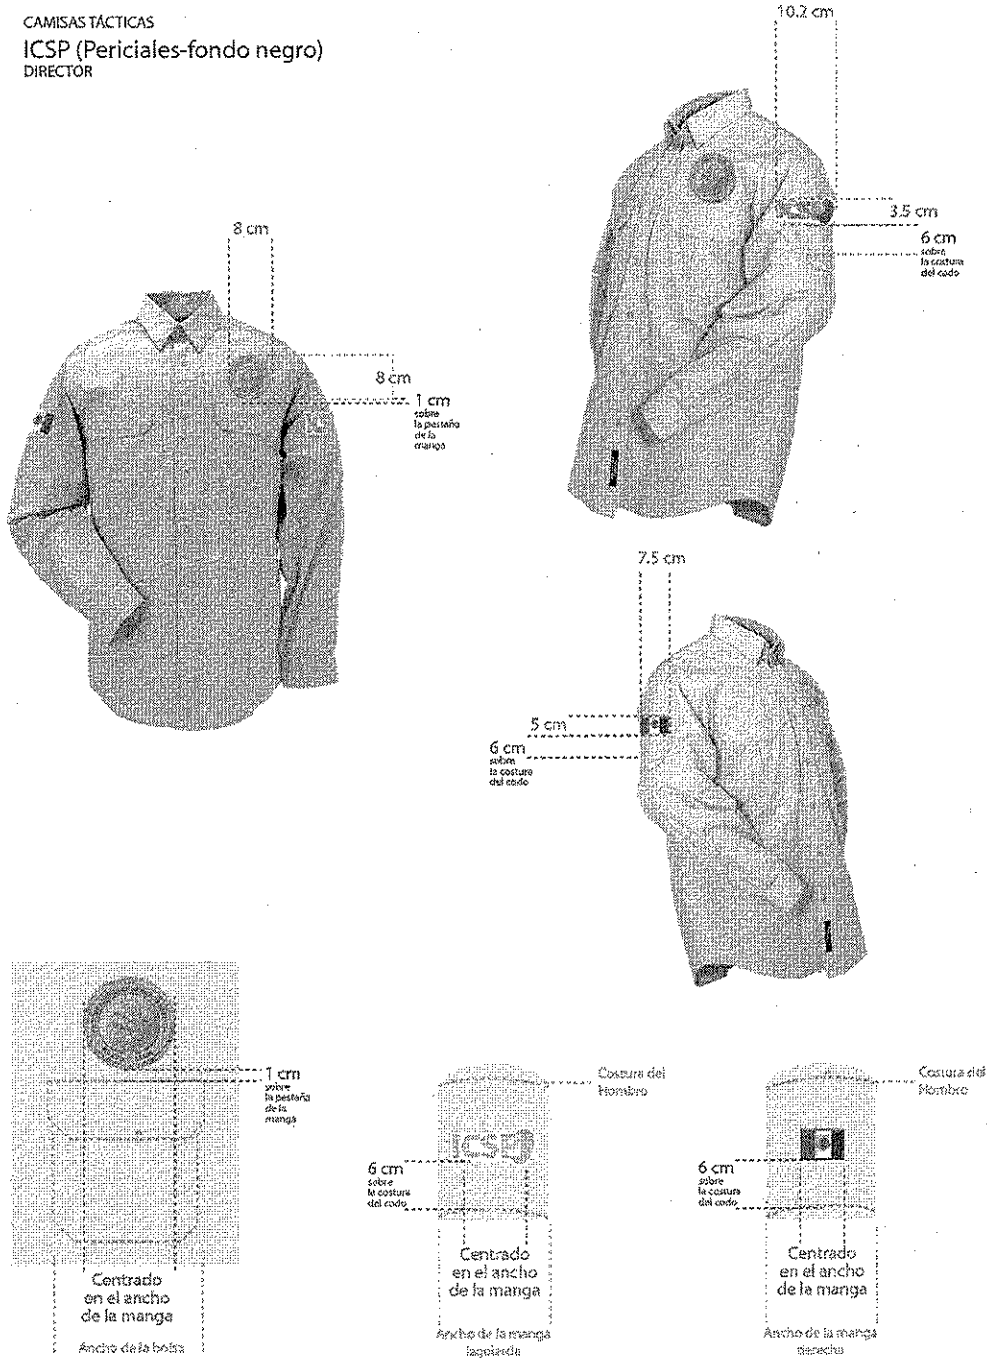 CAMISAS TÁCTICAS
ICSP (Periciales-fondo negro)
DIRECTOR
10.2 cm
ICSP
3.5 cm
6 cm
sobre
la costura
del codo
8 cm
8 cm
1 cm
sobre
la pestaña
de la
manga
7.5 cm
5 cm
6 cm
sobre
la costura
del codo
1 cm
sobre
la pestaña
de la
manga
Centrado
en el ancho
de la manga
Ancho de la bolsa
Costura del
Hombro
ICSP
6 cm
sobre
la costura
del codo
Centrado
en el ancho
de la manga
Ancho de la manga
izquierda
Costura del
Hombro
6 cm
sobre
la costura
del codo
Centrado
en el ancho
de la manga
Ancho de la manga
derecha